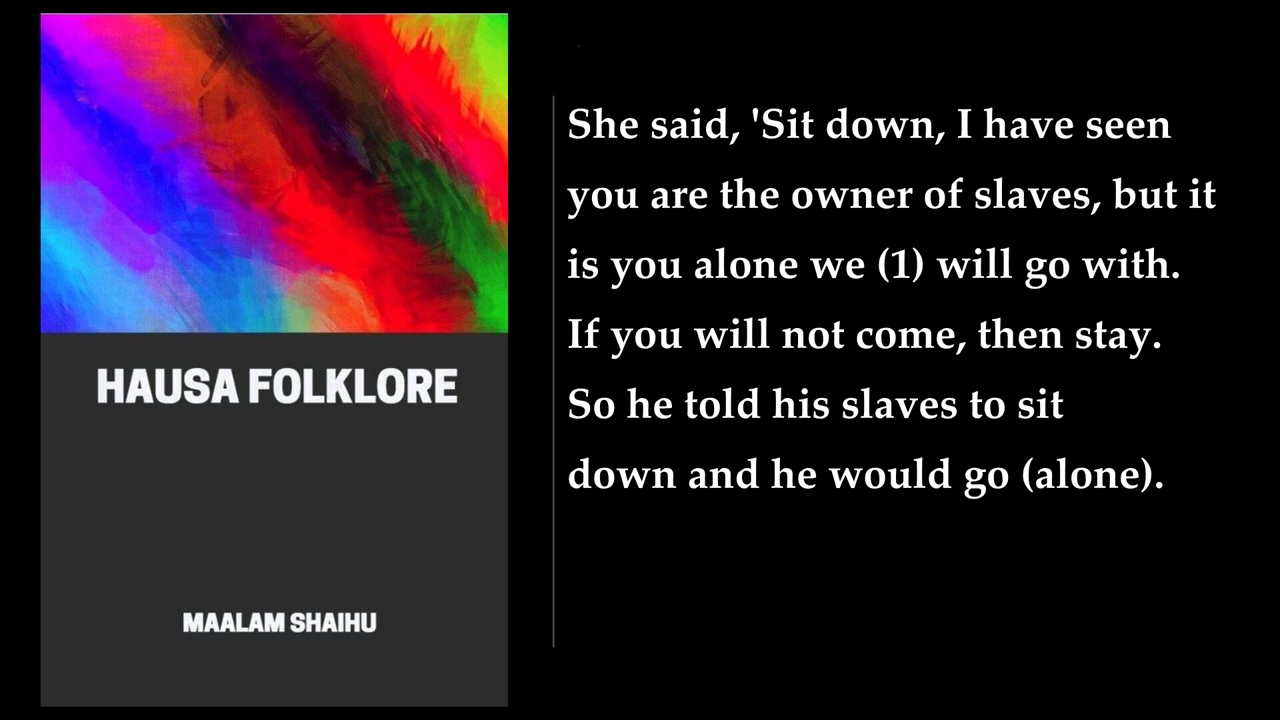 HAUSA FOLKLORE
MAALAM SHAIHU
She said, 'Sit down, I have seen
you are the owner of slaves, but it
is you alone we (1) will go with.
If you will not come, then stay.
So he told his slaves to sit
down and he would go (alone).